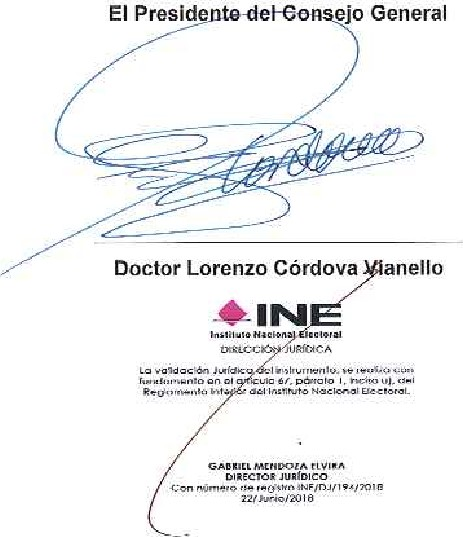 El Presidente del Consejo General
Doctor Lorenzo Córdova Vianello
INE
Instituto Nacional Electoral
DIRECCIÓN JURÍDICA
La validación Jurídica del instrumento, se realiza con
fundamento en el artículo 67, párrafo 1, inciso u), del
Reglamento Interior del Instituto Nacional Electoral.
GABRIEL MENDOZA ELVIRA
DIRECTOR JURÍDICO
Con número de registro INE/DJ/194/2018
22/Junio/2018